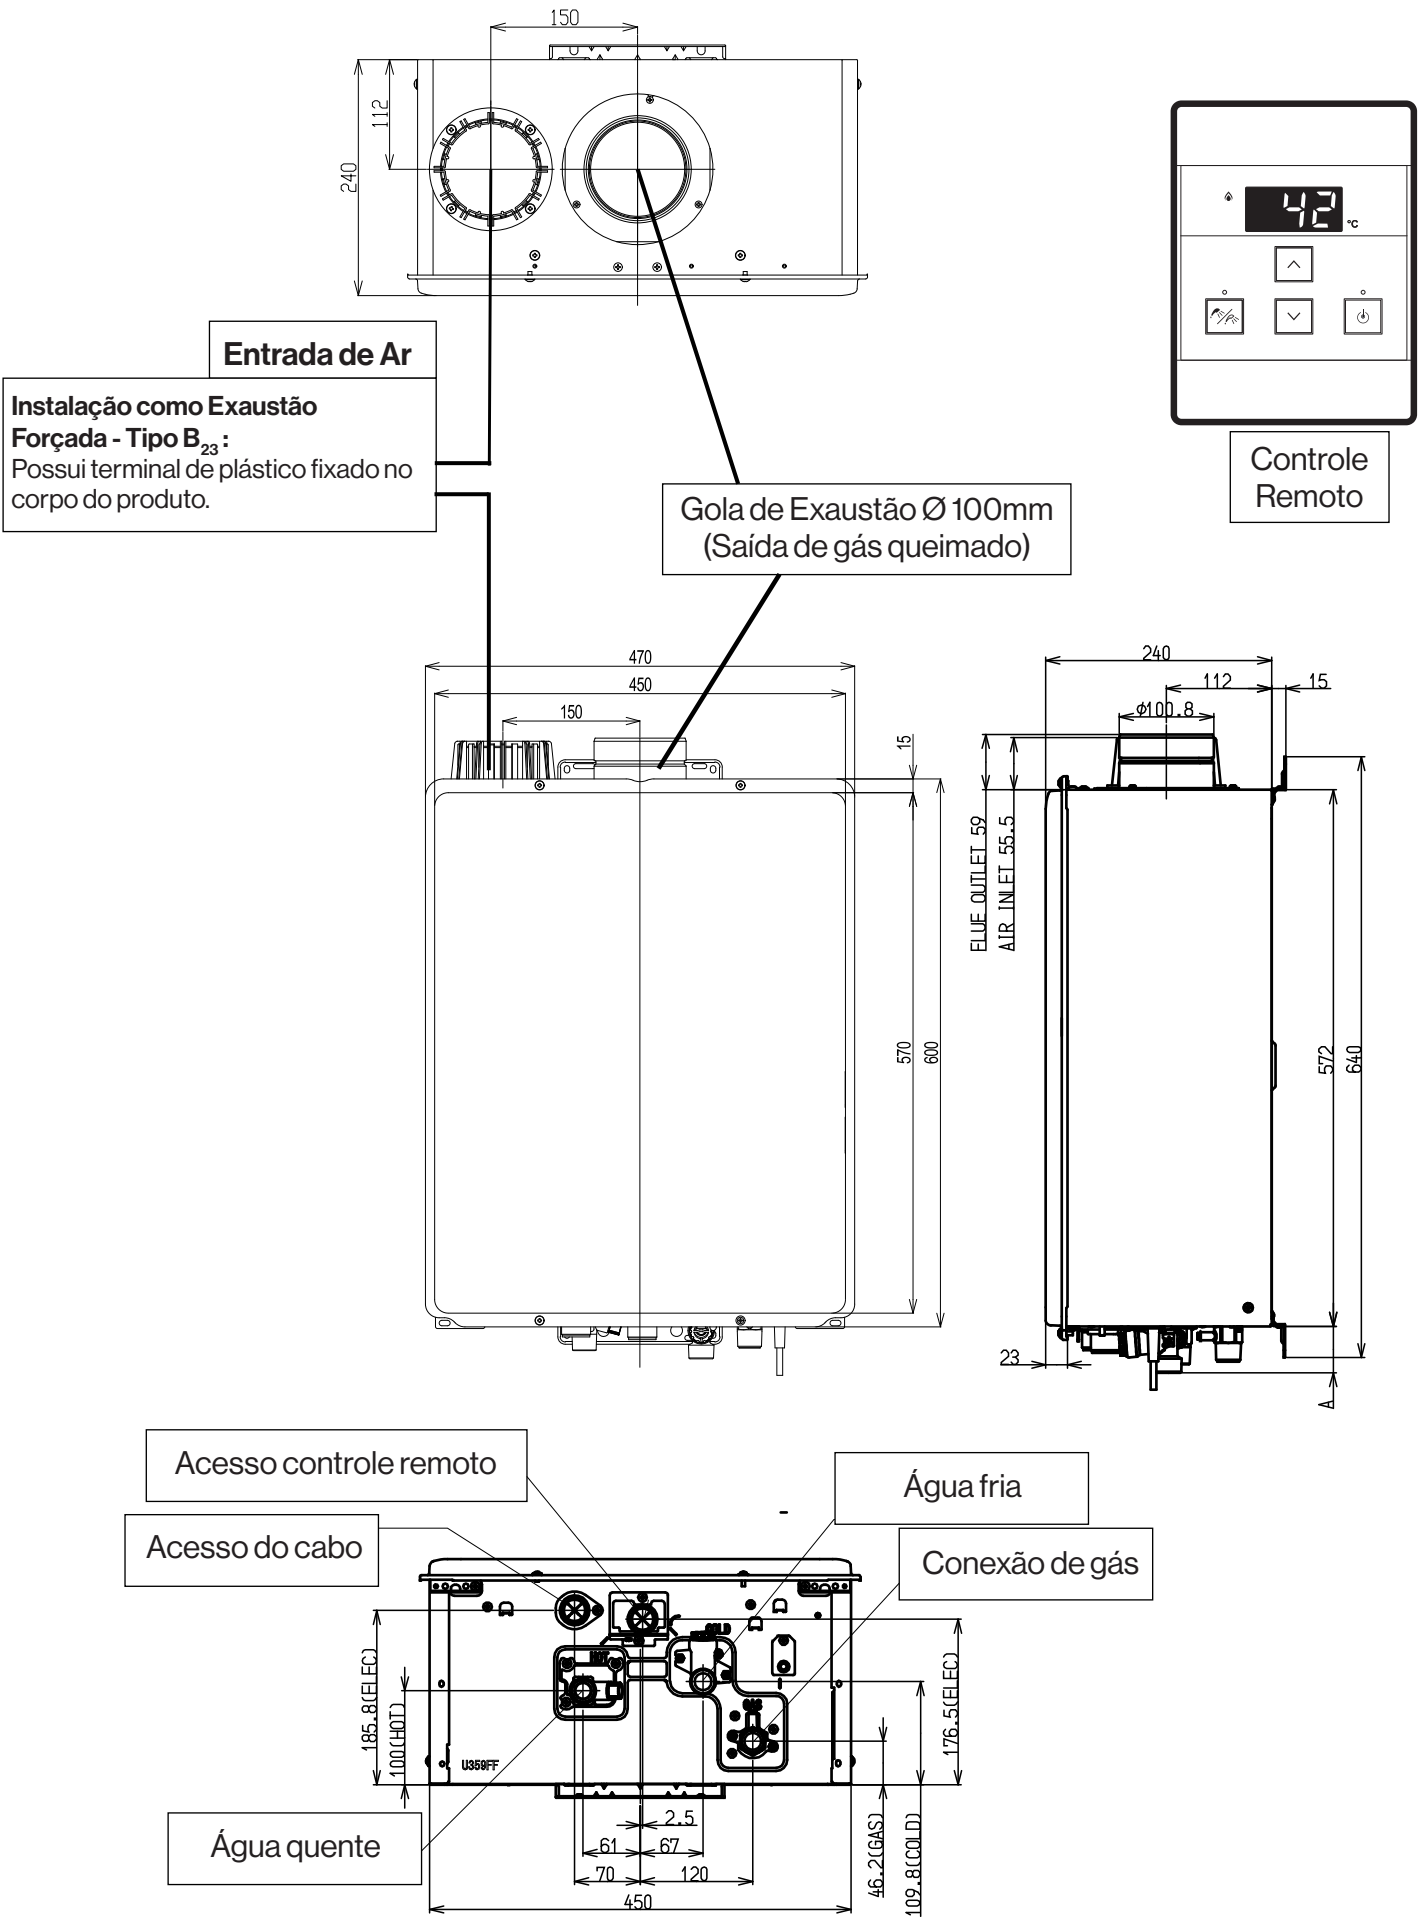 150
112
240
42
°C
Entrada de Ar
Instalação como Exaustão
Forçada - Tipo B23 :
Possui terminal de plástico fixado no
corpo do produto.
Gola de Exaustão Ø 100mm
(Saída de gás queimado)
Controle
Remoto
470
450
150
15
570
600
240
112
15
Ø100.8
FLUE OUTLET 59
AIR INLET 55.5
572
640
23
A
Acesso controle remoto
Acesso do cabo
Água fria
Conexão de gás
COLD
HOT
GAS
U359FF
185.8(ELEC)
100(HOT)
176.5(ELEC)
46.2(GAS)
109.8(COLD)
Água quente
2.5
61
67
70
120
450